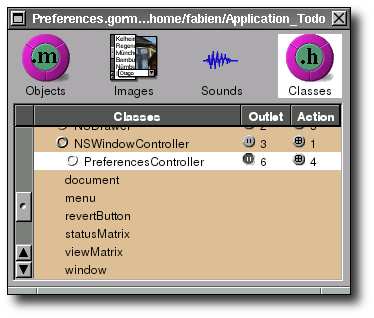 Preferences.gorm...home/fabien/Application_Todo
.m
.h
Objects Images Sounds Classes
Classes Outlet Action
NSDrawer 2 3
NSWindowController 3 1
PreferencesController 6 4
document
menu
revertButton
statusMatrix
viewMatrix
window